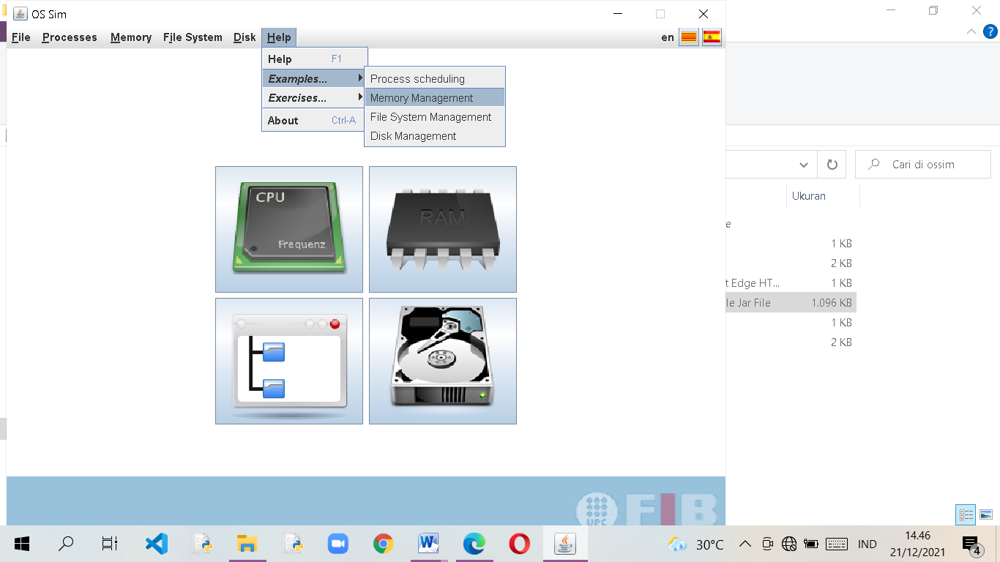 OS Sim
File Processes Memory File System Disk Help
en
Help F1
Examples...
Exercises...
About Ctrl-A
Process scheduling
Memory Management
File System Management
Disk Management
CPU
Frequenz
RAM
Cari di ossim
Ukuran
e
1 KB
2 KB
t Edge HT... 1 KB
le Jar File 1.096 KB
1 KB
2 KB
UPC
FIB
30°C
IND
14.46
21/12/2021
4